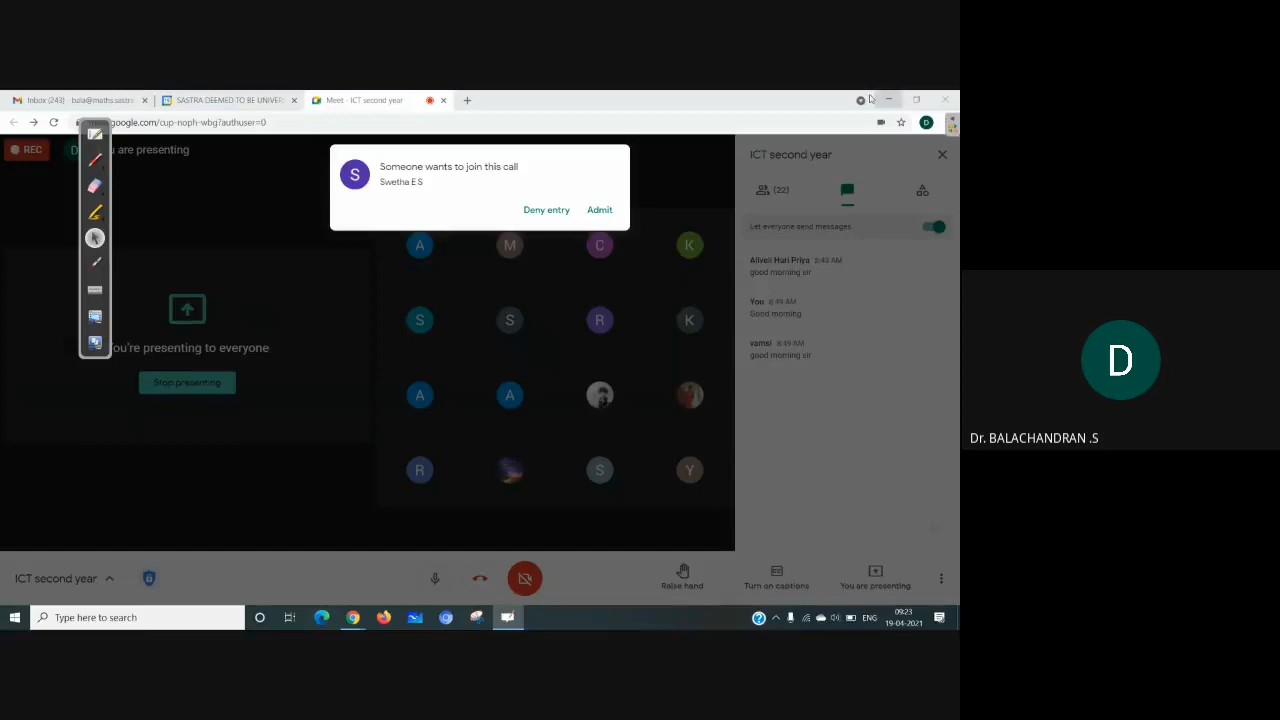 Inbox (243) - bala@maths.sastra
SASTRA DEEMED TO BE UNIVER
Meet - ICT second year
google.com/cup-noph-wbg?authuser=0
D
REC
are presenting
Someone wants to join this call
S
Swetha E S
Deny entry
Admit
ICT second year
(22)
Let everyone send messages
Aliveli Hari Priya 8:43 AM
good morning sir
You 8:49 AM
Good morning
vamsi 8:49 AM
good morning sir
A M C K
S S R K
You're presenting to everyone
Stop presenting
A A
R S Y
D
Dr. BALACHANDRAN .S
ICT second year
Raise hand
Turn on captions
You are presenting
Type here to search
ENG
09:23
19-04-2021